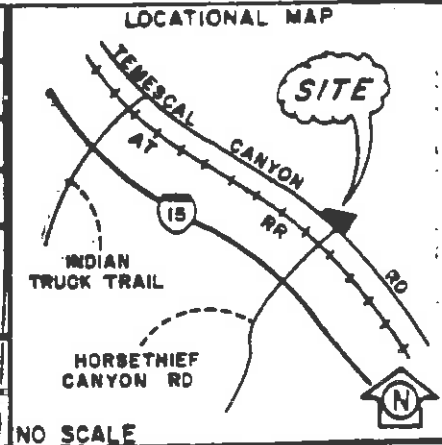 LOCATIONAL MAP
TEMESCAL CANYON RD
SITE
AT RR
15
INDIAN
TRUCK TRAIL
HORSETHIEF
CANYON RD
N
NO SCALE